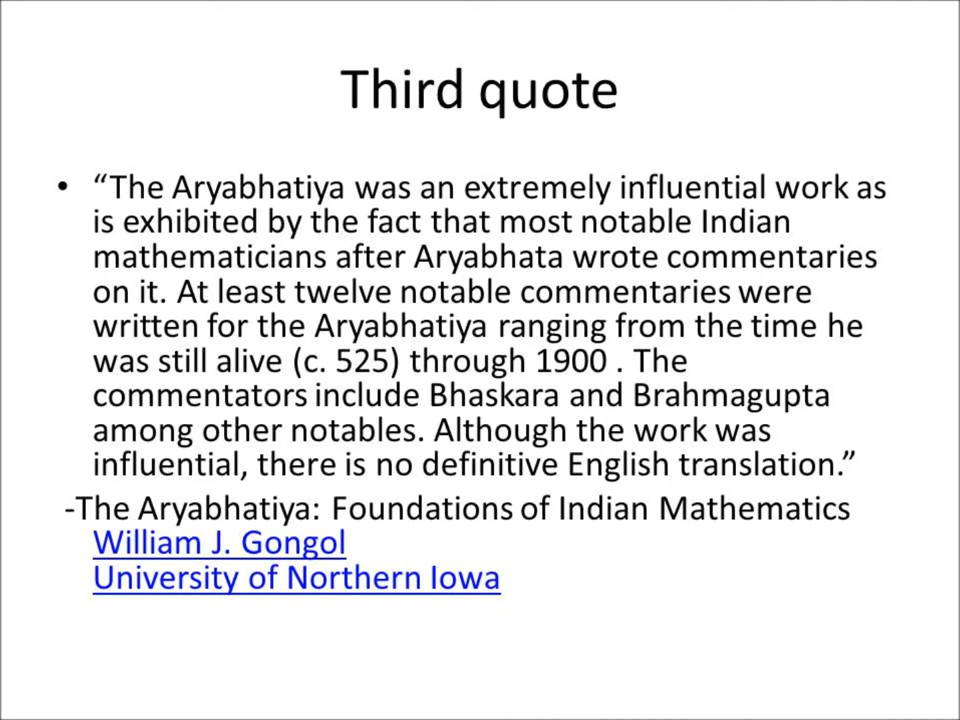 Third quote
• “The Aryabhatiya was an extremely influential work as
is exhibited by the fact that most notable Indian
mathematicians after Aryabhata wrote commentaries
on it. At least twelve notable commentaries were
written for the Aryabhatiya ranging from the time he
was still alive (c. 525) through 1900 . The
commentators include Bhaskara and Brahmagupta
among other notables. Although the work was
influential, there is no definitive English translation.”
-The Aryabhatiya: Foundations of Indian Mathematics
William J. Gongol
University of Northern Iowa